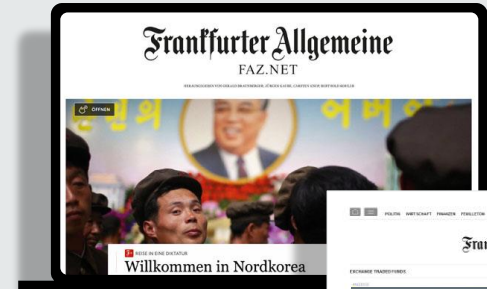 Frankfurter Allgemeine
FAZ.NET
ÖFFNEN
F+ REISE IN EINE DIKTATUR
Willkommen in Nordkorea
POLITIK WIRTSCHAFT FINANZEN FEUILLETON
Fran
EXCHANGE TRADED FUNDS